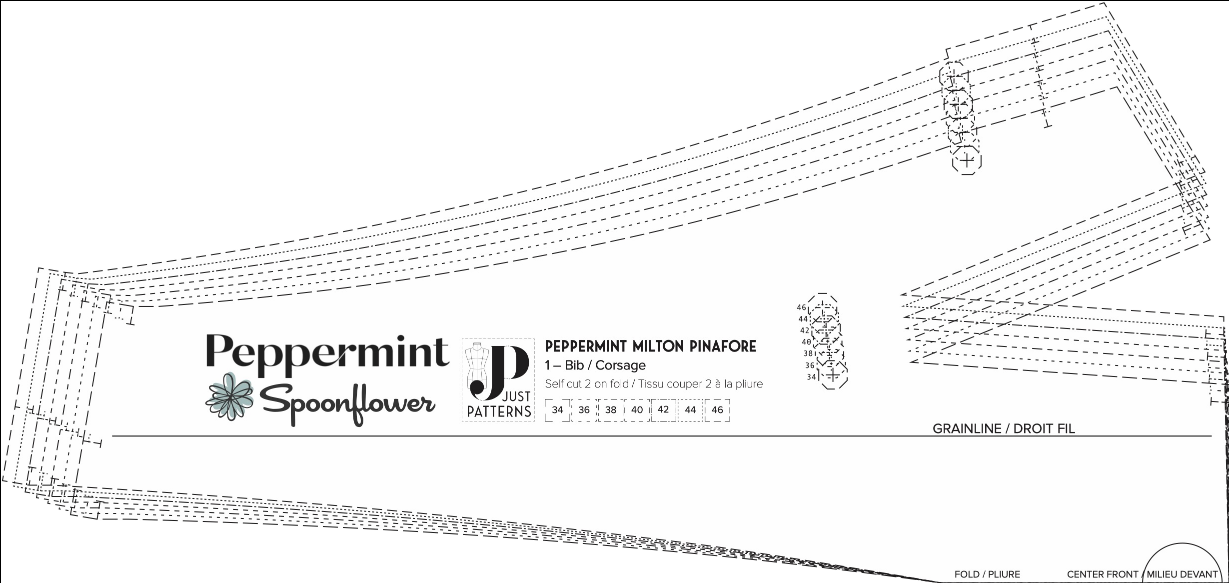 Peppermint
Spoonflower
JP
JUST
PATTERNS
PEPPERMINT MILTON PINAFORE
1 – Bib / Corsage
Self cut 2 on fold / Tissu couper 2 à la pliure
34 36 38 40 42 44 46
46
44
42
40
38
36
34
GRAINLINE / DROIT FIL
FOLD / PLIURE
CENTER FRONT / MILIEU DEVANT